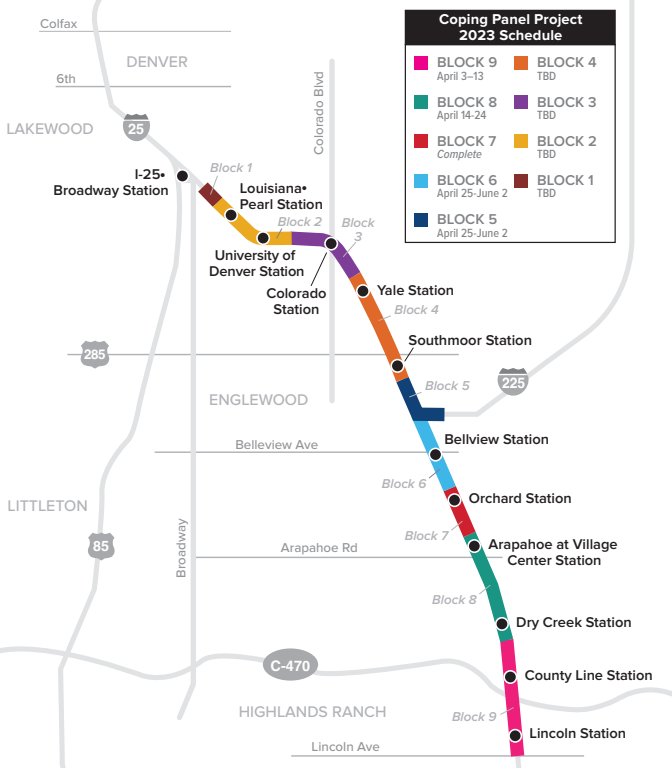 Coping Panel Project
2023 Schedule
BLOCK 9
April 3–13
BLOCK 4
TBD
BLOCK 8
April 14-24
BLOCK 3
TBD
BLOCK 7
Complete
BLOCK 2
TBD
BLOCK 6
April 25-June 2
BLOCK 1
TBD
BLOCK 5
April 25-June 2
Colfax
DENVER
6th
LAKEWOOD
25
Colorado Blvd
I-25•
Broadway Station
Block 1
Louisiana•
Pearl Station
Block 2
Block
3
University of
Denver Station
Colorado
Station
Yale Station
Block 4
Southmoor Station
285
225
Block 5
ENGLEWOOD
Bellview Station
Belleview Ave
Block 6
Orchard Station
LITTLETON
Block 7
85
Broadway
Arapahoe Rd
Arapahoe at Village
Center Station
Block 8
Dry Creek Station
C-470
County Line Station
HIGHLANDS RANCH
Block 9
Lincoln Station
Lincoln Ave